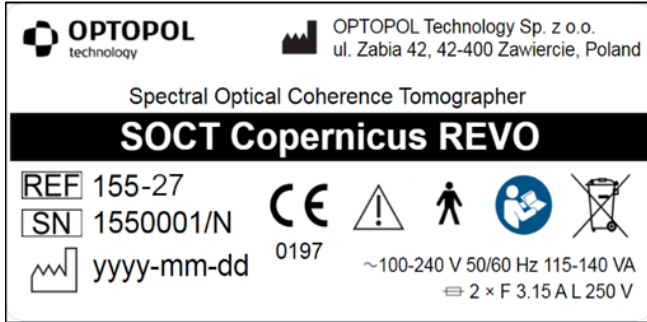 OPTOPOL
technology
OPTOPOL Technology Sp. z o.o.
ul. Zabia 42, 42-400 Zawiercie, Poland
Spectral Optical Coherence Tomographer
SOCT Copernicus REVO
REF 155-27
SN 1550001/N
yyyy-mm-dd
CE
0197
~100-240 V 50/60 Hz 115-140 VA
2 × F 3.15 A L 250 V